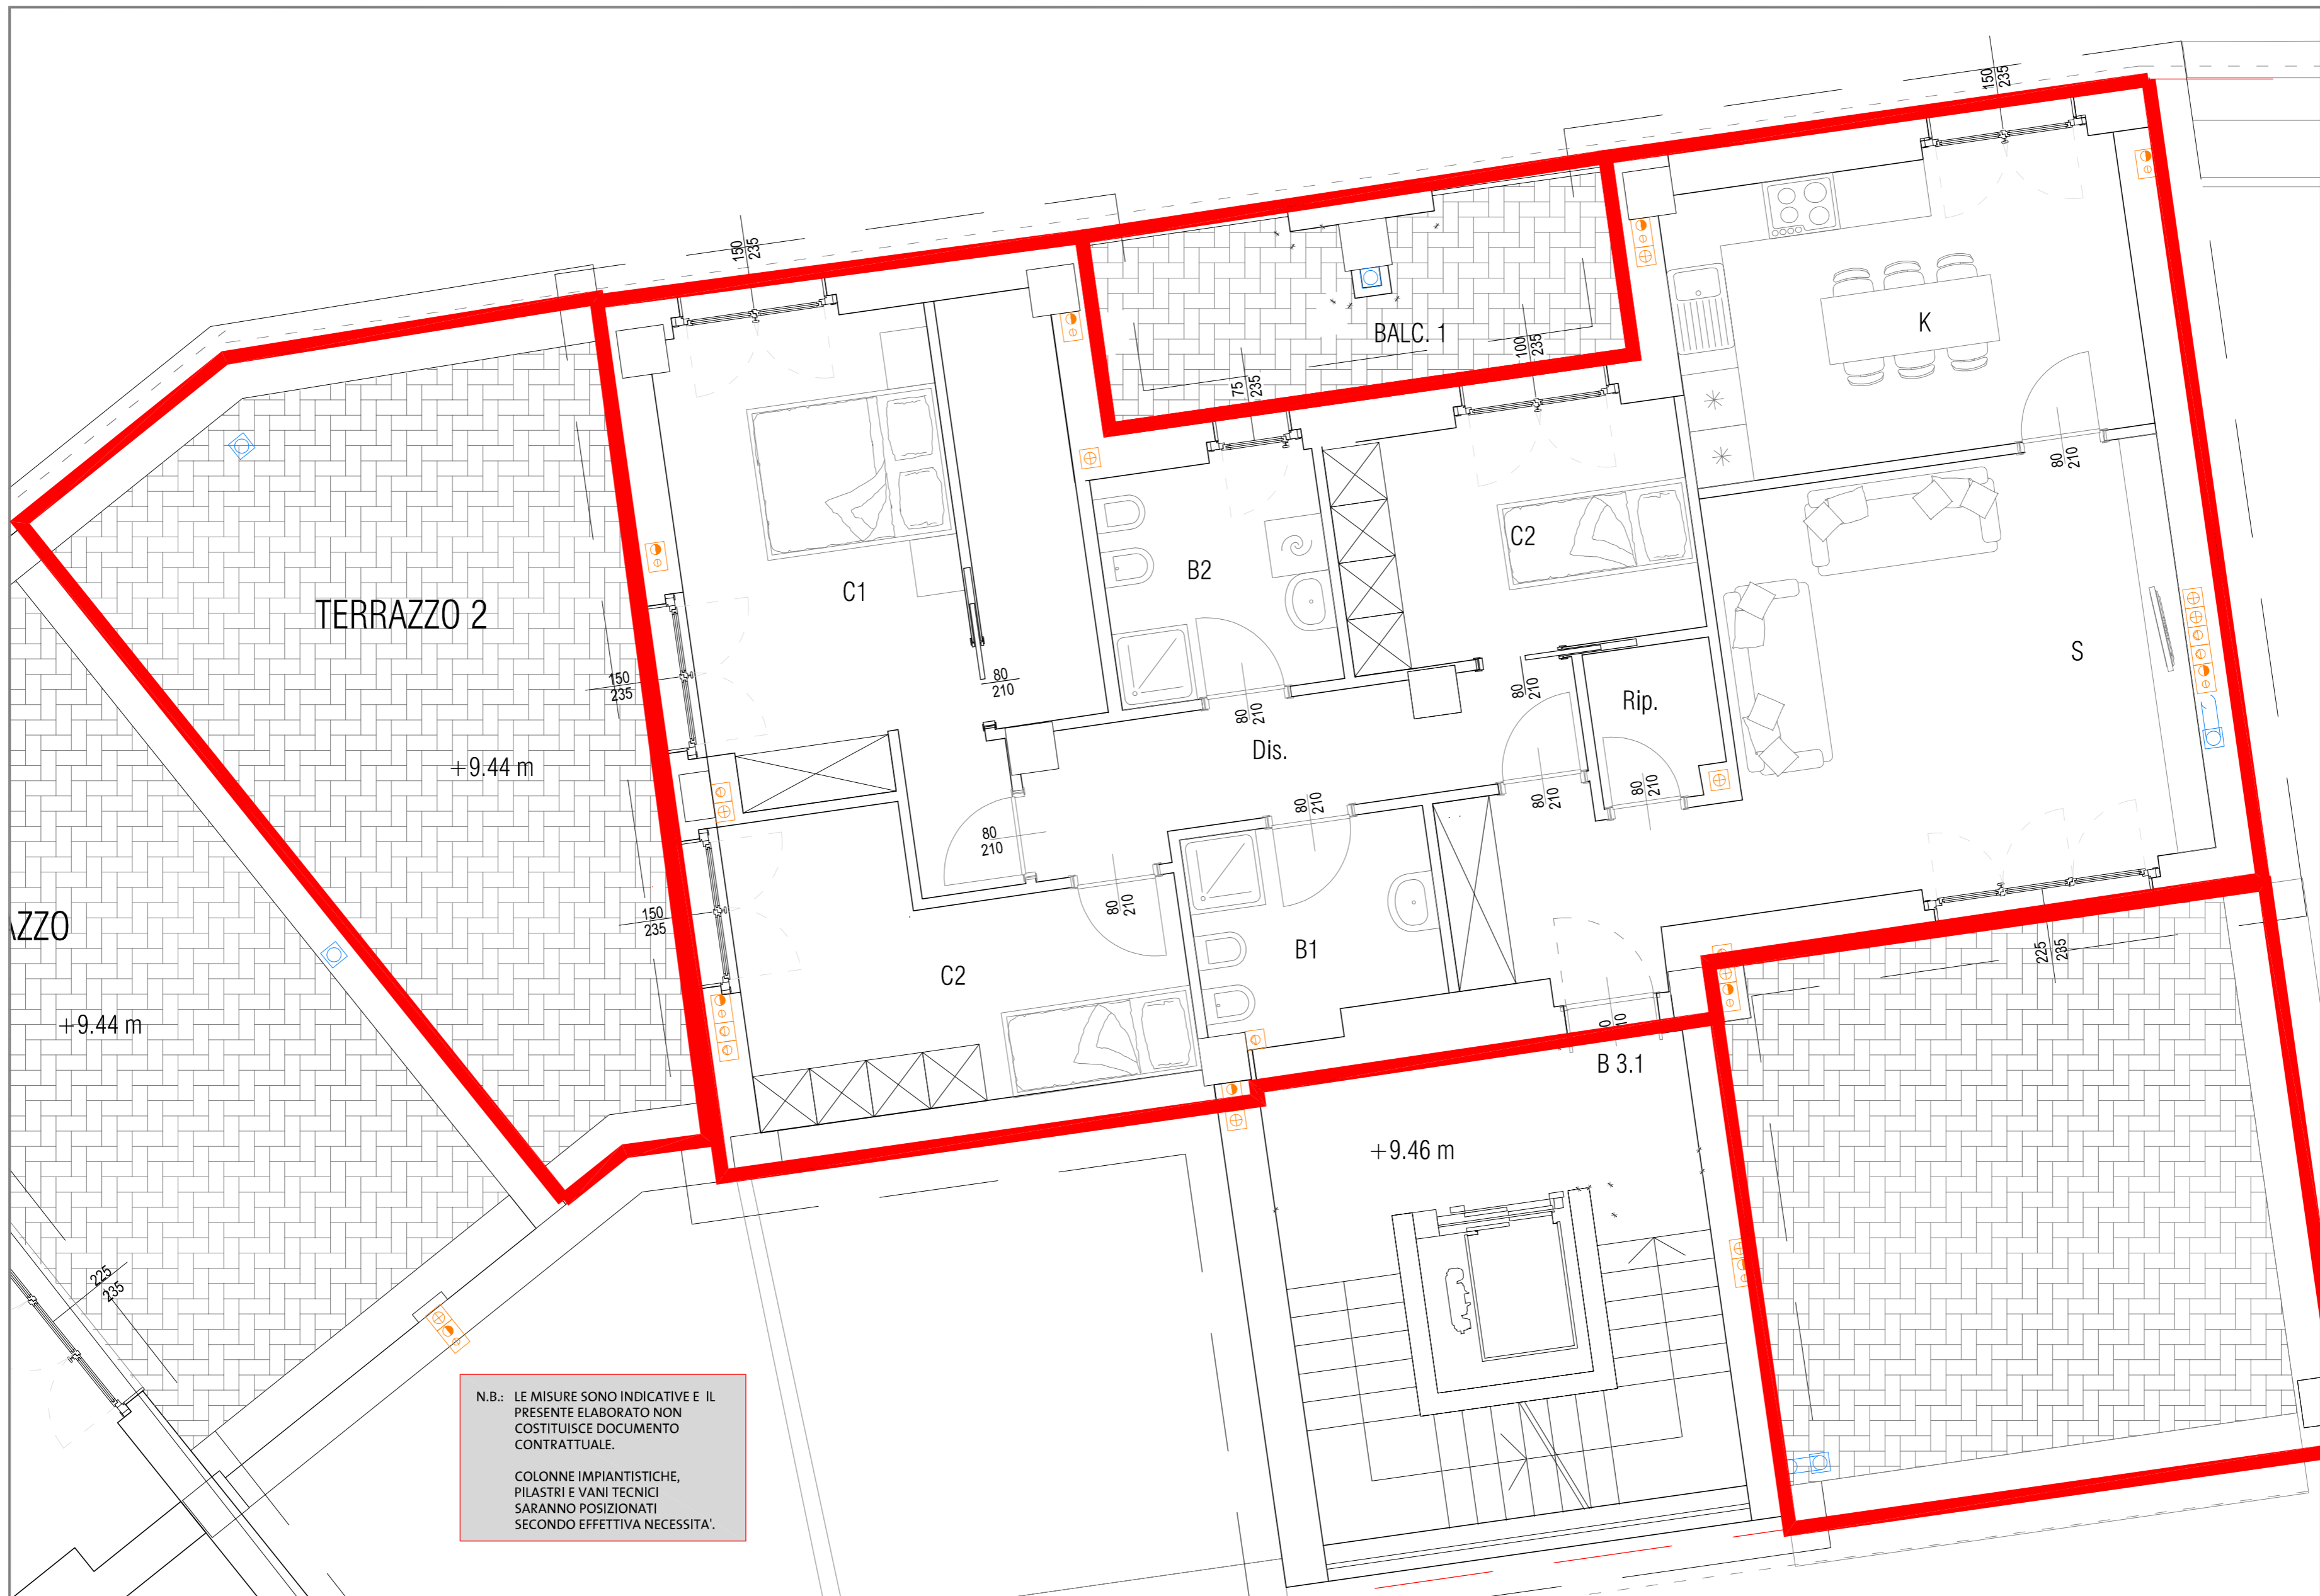 150
235
150
235
BALC. 1
100
235
75
235
K
80
210
C2
B2
C1
TERRAZZO 2
S
150
235
80
210
80
210
Rip.
80
210
Dis.
+9.44 m
80
210
80
210
80
210
80
210
80
210
150
235
AZZO
C2
B1
225
235
+9.44 m
B 3.1
+9.46 m
225
235
N.B.: LE MISURE SONO INDICATIVE E IL
PRESENTE ELABORATO NON
COSTITUISCE DOCUMENTO
CONTRATTUALE.
COLONNE IMPIANTISTICHE,
PILASTRI E VANI TECNICI
SARANNO POSIZIONATI
SECONDO EFFETTIVA NECESSITA'.